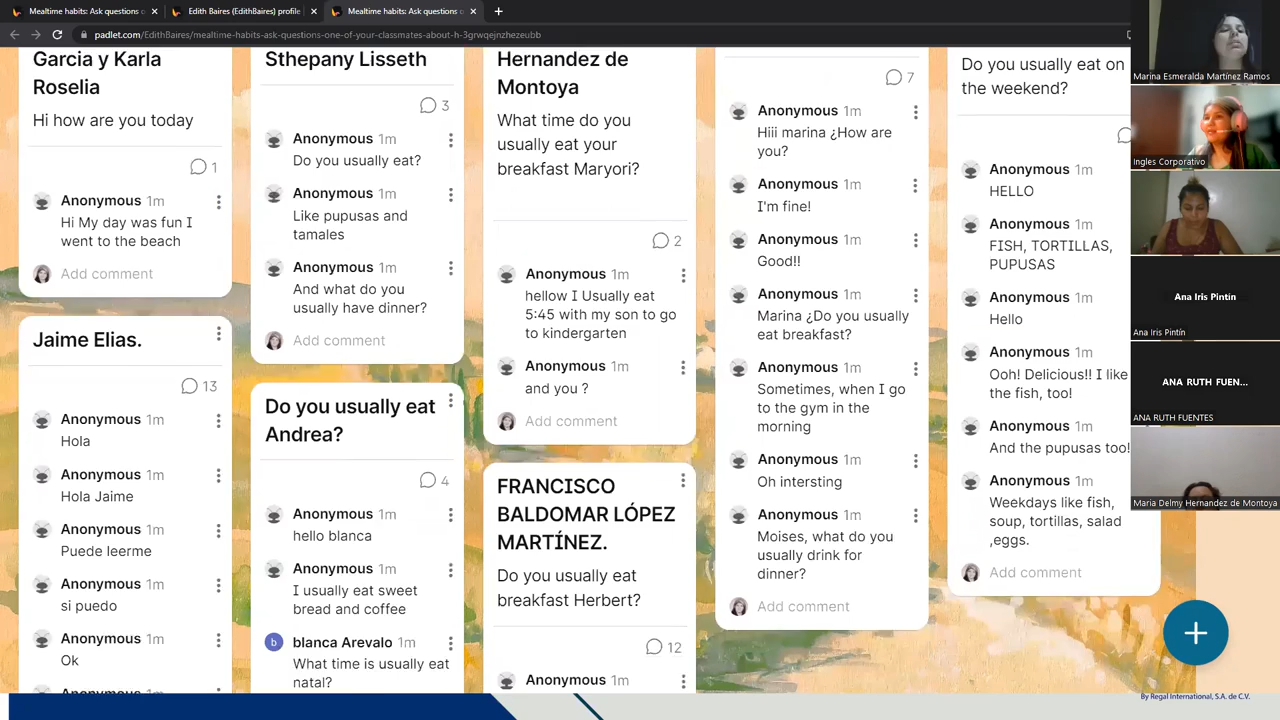 Mealtime habits: Ask questions o
Edith Baires (EdithBaires) profile
Mealtime habits: Ask questions o
padlet.com/EdithBaires/mealtime-habits-ask-questions-one-of-your-classmates-about-h-3grwqejnzhezeubb
Garcia y Karla
Roselia
Hi how are you today
1
Anonymous 1m
Hi My day was fun I
went to the beach
Add comment
Jaime Elias.
13
Anonymous 1m
Hola
Anonymous 1m
Hola Jaime
Anonymous 1m
Puede leerme
Anonymous 1m
si puedo
Anonymous 1m
Ok
Anonymous 1m
Sthepany Lisseth
3
Anonymous 1m
Do you usually eat?
Anonymous 1m
Like pupusas and
tamales
Anonymous 1m
And what do you
usually have dinner?
Add comment
Do you usually eat
Andrea?
4
Anonymous 1m
hello blanca
Anonymous 1m
I usually eat sweet
bread and coffee
b
blanca Arevalo 1m
What time is usually eat
natal?
Hernandez de
Montoya
What time do you
usually eat your
breakfast Maryori?
2
Anonymous 1m
hellow I Usually eat
5:45 with my son to go
to kindergarten
Anonymous 1m
and you ?
Add comment
FRANCISCO
BALDOMAR LÓPEZ
MARTÍNEZ.
Do you usually eat
breakfast Herbert?
12
Anonymous 1m
7
Anonymous 1m
Hiii marina ¿How are
you?
Anonymous 1m
I'm fine!
Anonymous 1m
Good!!
Anonymous 1m
Marina ¿Do you usually
eat breakfast?
Anonymous 1m
Sometimes, when I go
to the gym in the
morning
Anonymous 1m
Oh intersting
Anonymous 1m
Moises, what do you
usually drink for
dinner?
Add comment
Do you usually eat on
the weekend?
Anonymous 1m
HELLO
Anonymous 1m
FISH, TORTILLAS,
PUPUSAS
Anonymous 1m
Hello
Anonymous 1m
Ooh! Delicious!! I like
the fish, too!
Anonymous 1m
And the pupusas too!
Anonymous 1m
Weekdays like fish,
soup, tortillas, salad
,eggs.
Add comment
Marina Esmeralda Martínez Ramos
Ingles Corporativo
Ana Iris Pintín
Ana Iris Pintín
ANA RUTH FUEN...
ANA RUTH FUENTES
Maria Delmy Hernandez de Montoya
By Regal International, S.A. de C.V.